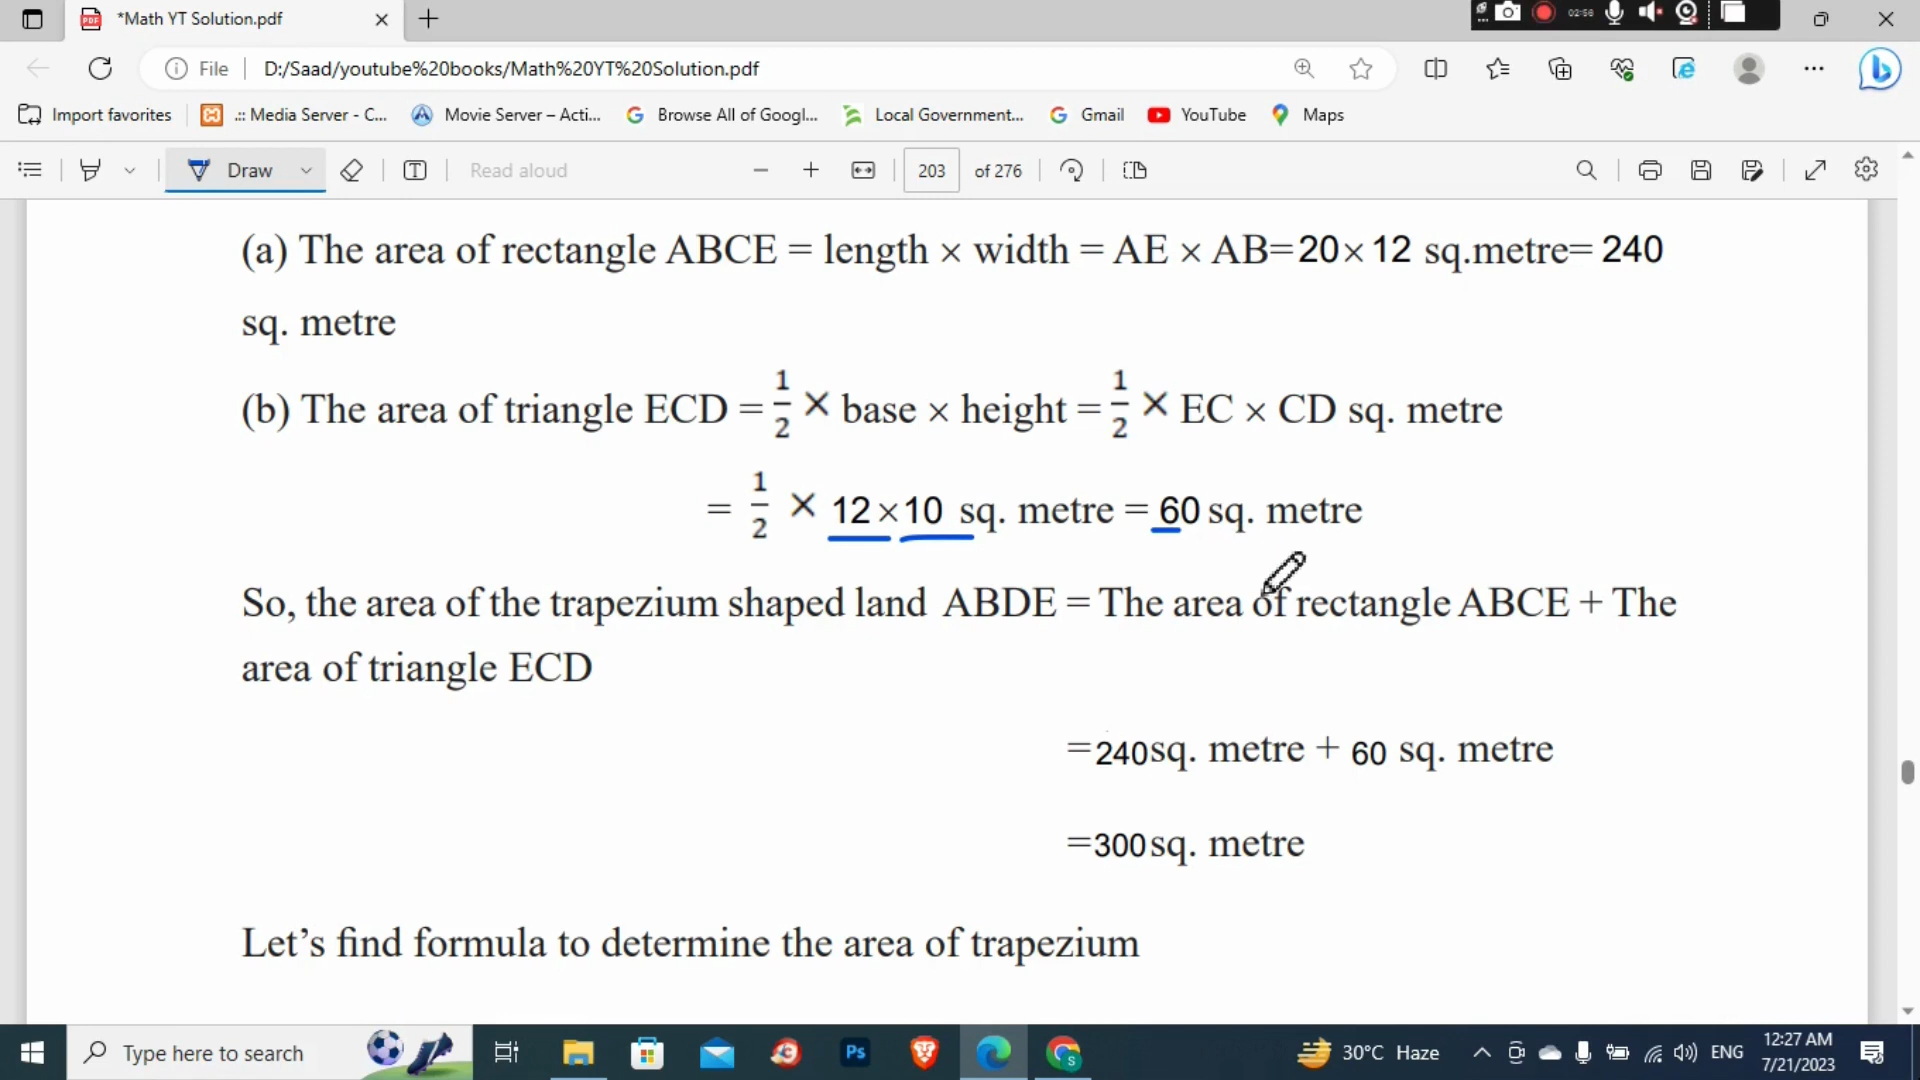 *Math YT Solution.pdf
02:56
File D:/Saad/youtube%20books/Math%20YT%20Solution.pdf
Import favorites .:: Media Server - C... Movie Server – Acti... Browse All of Googl... Local Government... Gmail YouTube Maps
Draw Read aloud 203 of 276
(a) The area of rectangle ABCE = length × width = AE × AB=20×12 sq.metre= 240
sq. metre
(b) The area of triangle ECD = 1/2 × base × height = 1/2 × EC × CD sq. metre
= 1/2 × 12×10 sq. metre = 60 sq. metre
So, the area of the trapezium shaped land ABDE = The area of rectangle ABCE + The
area of triangle ECD
=240sq. metre + 60 sq. metre
=300sq. metre
Let’s find formula to determine the area of trapezium
Type here to search Ps 30°C Haze ENG 12:27 AM
7/21/2023